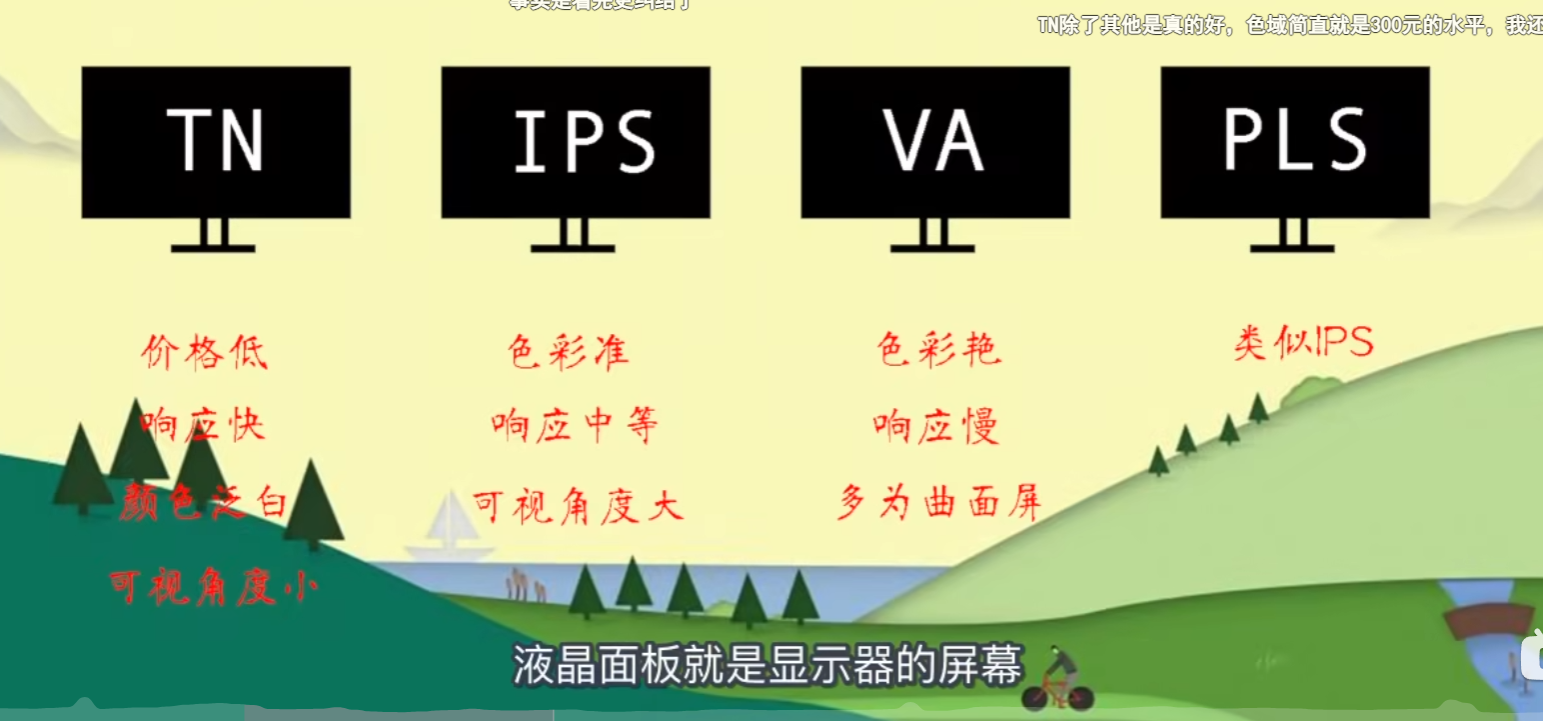 TN除了其他是真的好，色域简直就是300元的水平，我还
TN
IPS
VA
PLS
价格低
响应快
颜色泛白
可视角度小
色彩准
响应中等
可视角度大
色彩艳
响应慢
多为曲面屏
类似IPS
液晶面板就是显示器的屏幕